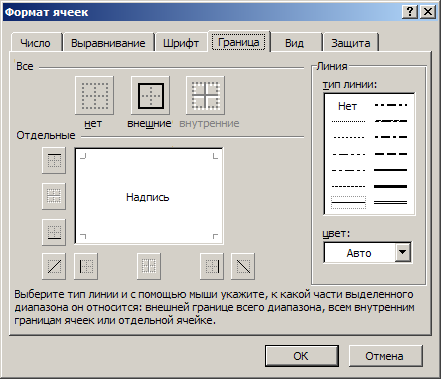 Формат ячеек
Число Выравнивание Шрифт Граница Вид Защита
Все
нет внешние внутренние
Отдельные
Надпись
Линия
тип линии:
Нет
цвет:
Авто
Выберите тип линии и с помощью мыши укажите, к какой части выделенного
диапазона он относится: внешней границе всего диапазона, всем внутренним
границам ячеек или отдельной ячейке.
ОК Отмена